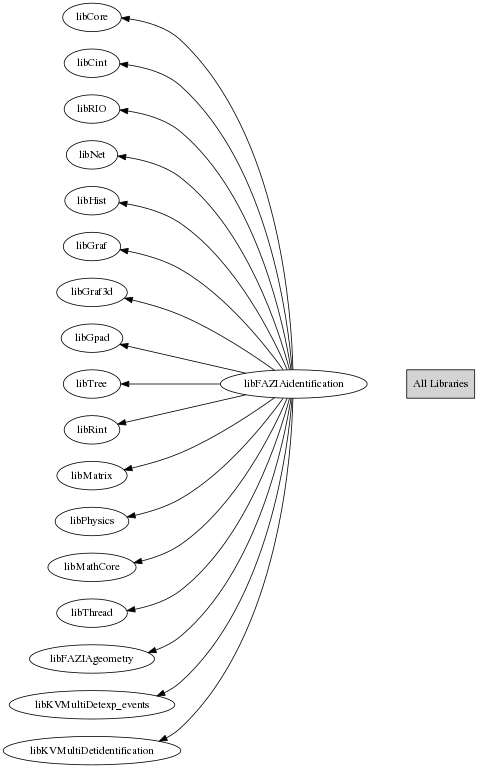 libCore
libCint
libRIO
libNet
libHist
libGraf
libGraf3d
libGpad
libTree
libFAZIAidentification
All Libraries
libRint
libMatrix
libPhysics
libMathCore
libThread
libFAZIAgeometry
libKVMultiDetexp_events
libKVMultiDetidentification